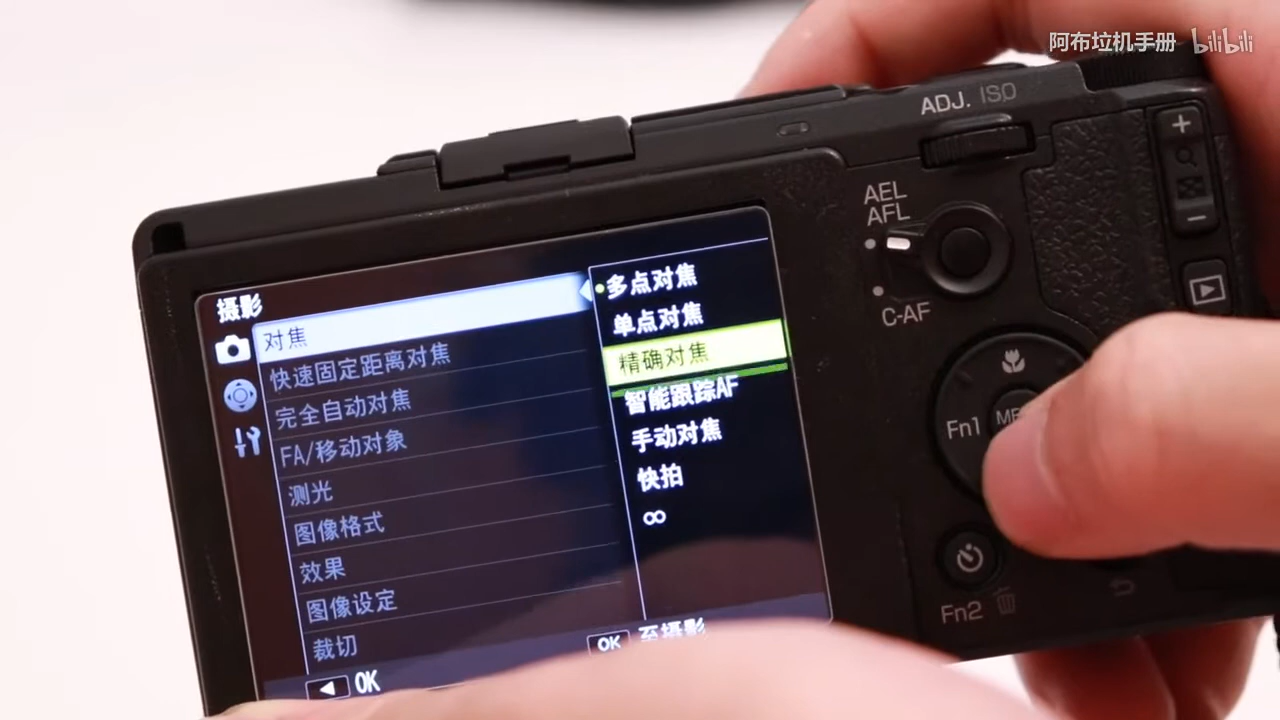 阿布垃机手册 bilibili
ADJ. ISO
AEL
AFL
C-AF
Fn1
Fn2
摄影
对焦
快速固定距离对焦
完全自动对焦
FA/移动对象
测光
图像格式
效果
图像设定
裁切
OK
多点对焦
单点对焦
精确对焦
智能跟踪AF
手动对焦
快拍
∞
OK 至摄影